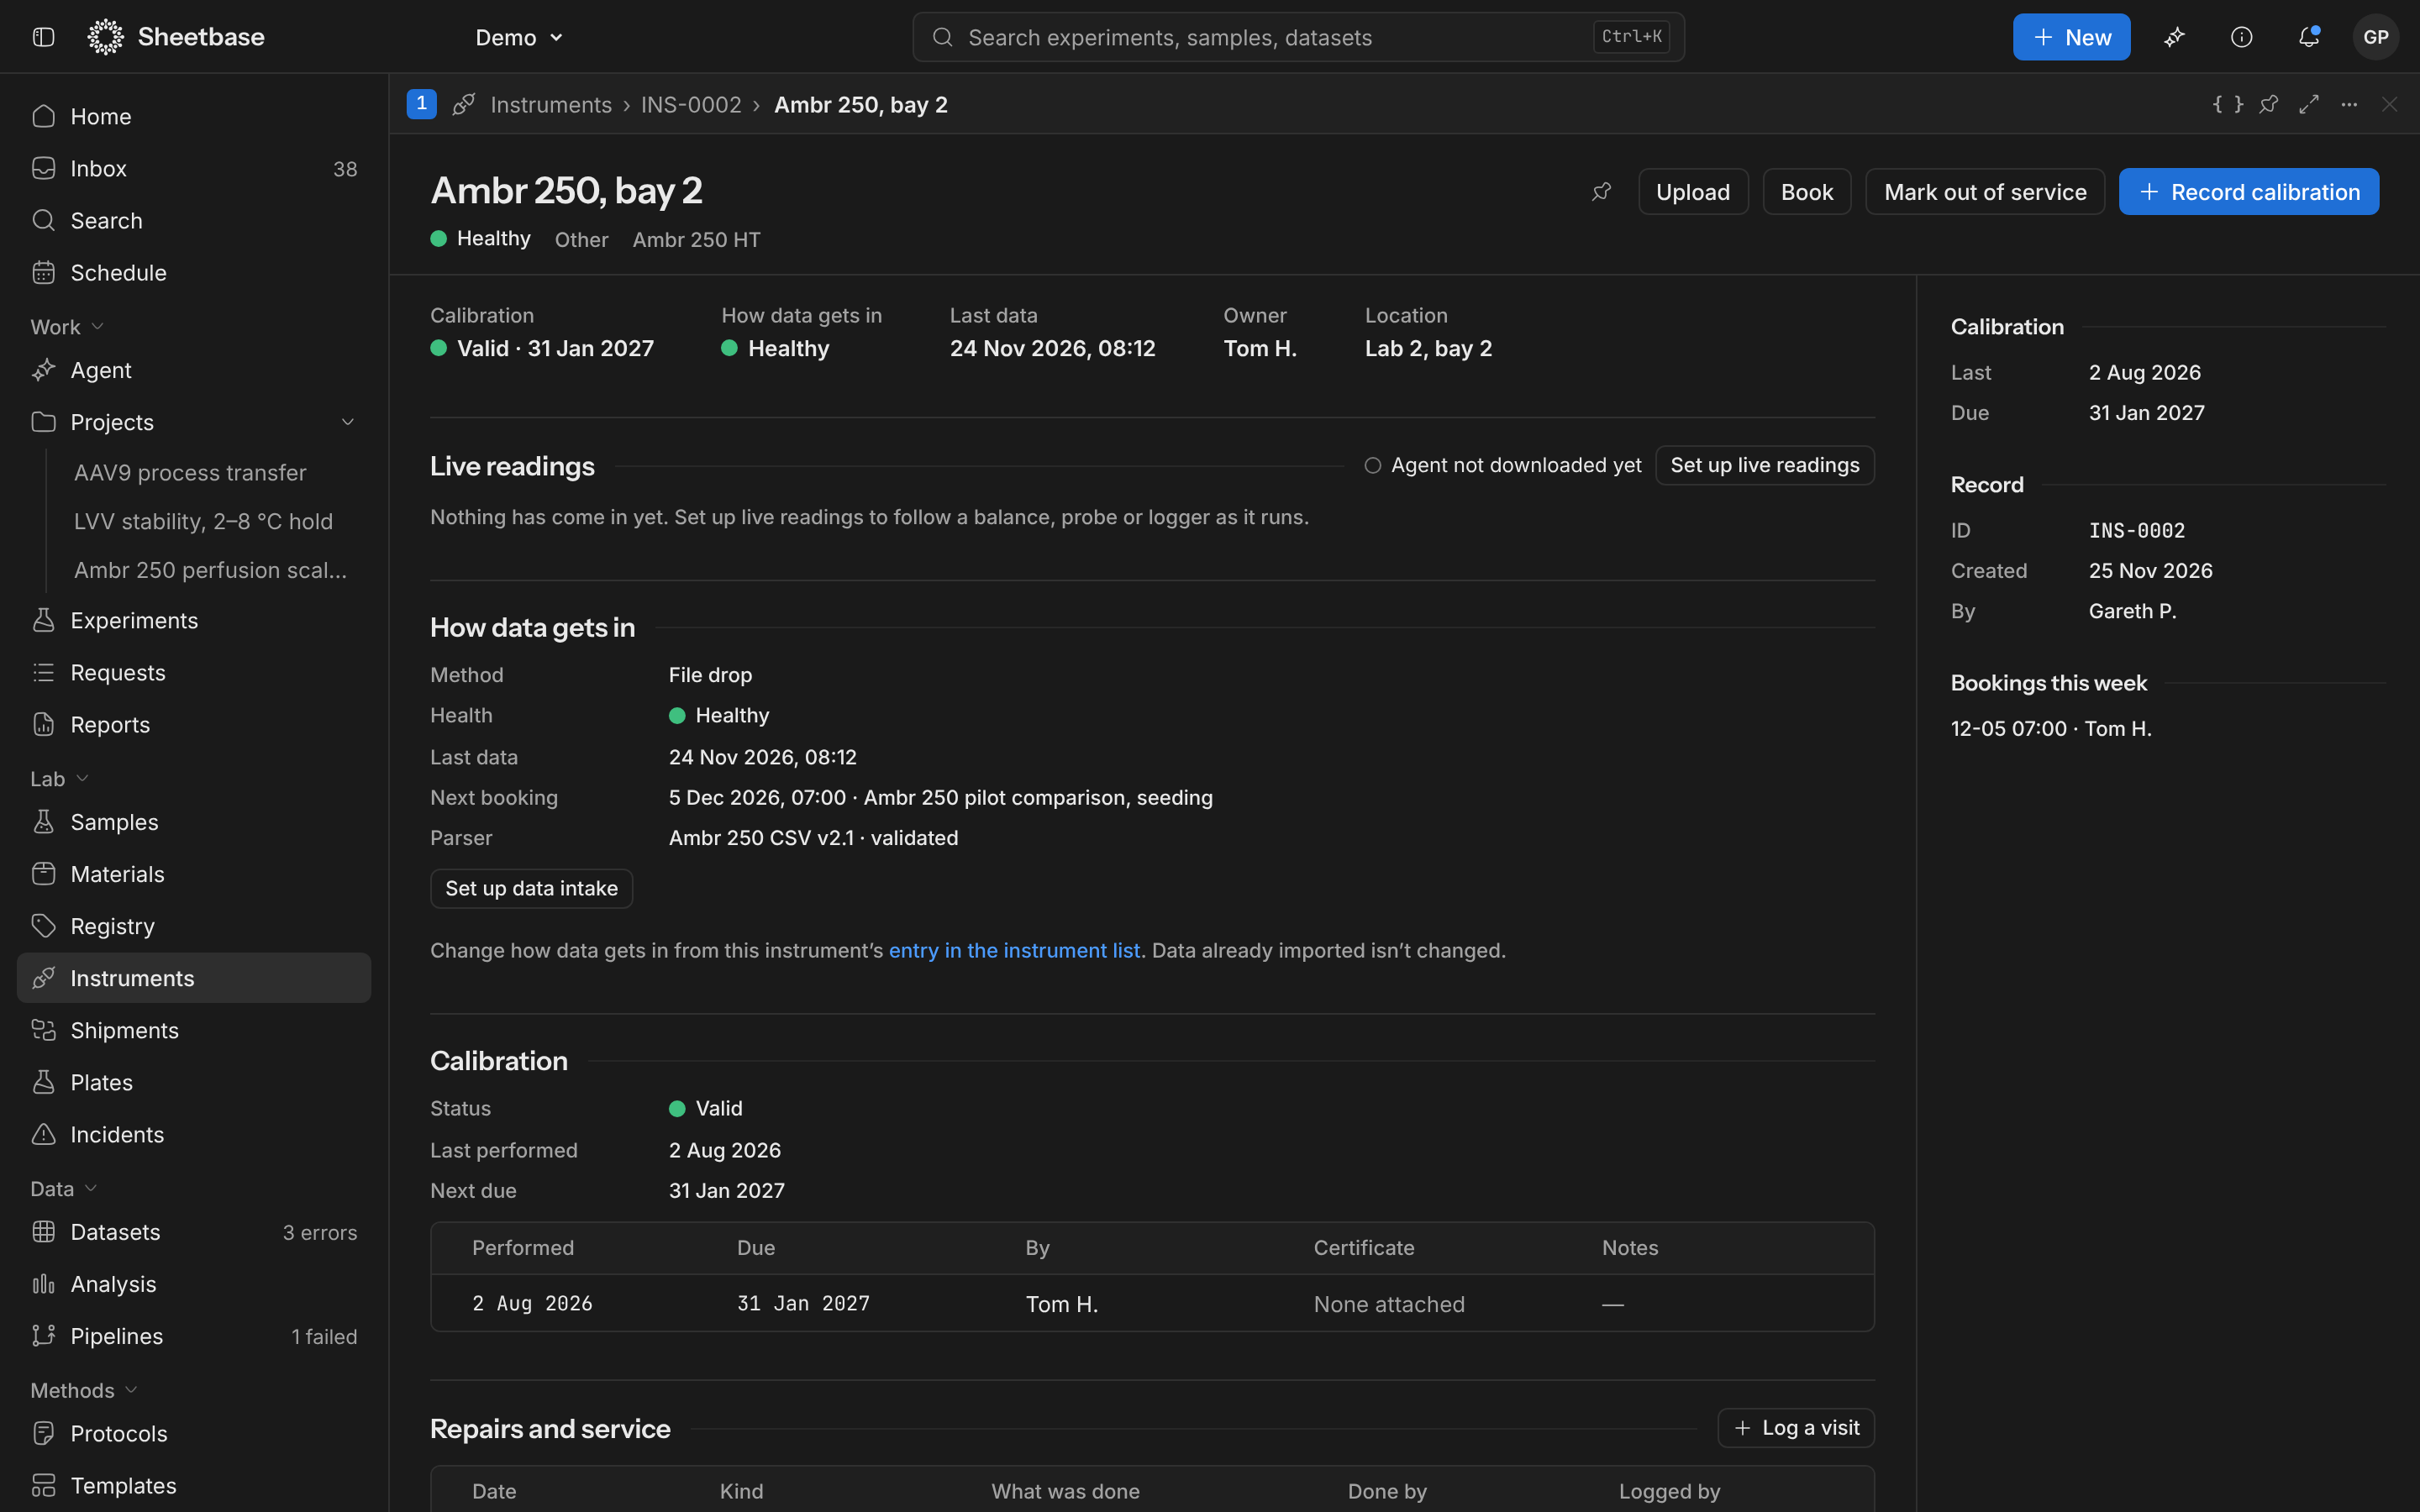 Sheetbase
Demo
Search experiments, samples, datasets
Ctrl+K
New
GP
Home
Inbox 38
Search
Schedule
Work
Agent
Projects
AAV9 process transfer
LVV stability, 2–8 °C hold
Ambr 250 perfusion scal...
Experiments
Requests
Reports
Lab
Samples
Materials
Registry
Instruments
Shipments
Plates
Incidents
Data
Datasets 3 errors
Analysis
Pipelines 1 failed
Methods
Protocols
Templates
1 Instruments › INS-0002 › Ambr 250, bay 2
{ }
Ambr 250, bay 2
Upload
Book
Mark out of service
Record calibration
Healthy Other Ambr 250 HT
Calibration How data gets in Last data Owner Location
Valid · 31 Jan 2027 Healthy 24 Nov 2026, 08:12 Tom H. Lab 2, bay 2
Live readings
Agent not downloaded yet
Set up live readings
Nothing has come in yet. Set up live readings to follow a balance, probe or logger as it runs.
How data gets in
Method File drop
Health Healthy
Last data 24 Nov 2026, 08:12
Next booking 5 Dec 2026, 07:00 · Ambr 250 pilot comparison, seeding
Parser Ambr 250 CSV v2.1 · validated
Set up data intake
Change how data gets in from this instrument’s entry in the instrument list. Data already imported isn’t changed.
Calibration
Status Valid
Last performed 2 Aug 2026
Next due 31 Jan 2027
Performed Due By Certificate Notes
2 Aug 2026 31 Jan 2027 Tom H. None attached —
Repairs and service
Log a visit
Date Kind What was done Done by Logged by
Calibration
Last 2 Aug 2026
Due 31 Jan 2027
Record
ID INS-0002
Created 25 Nov 2026
By Gareth P.
Bookings this week
12-05 07:00 · Tom H.